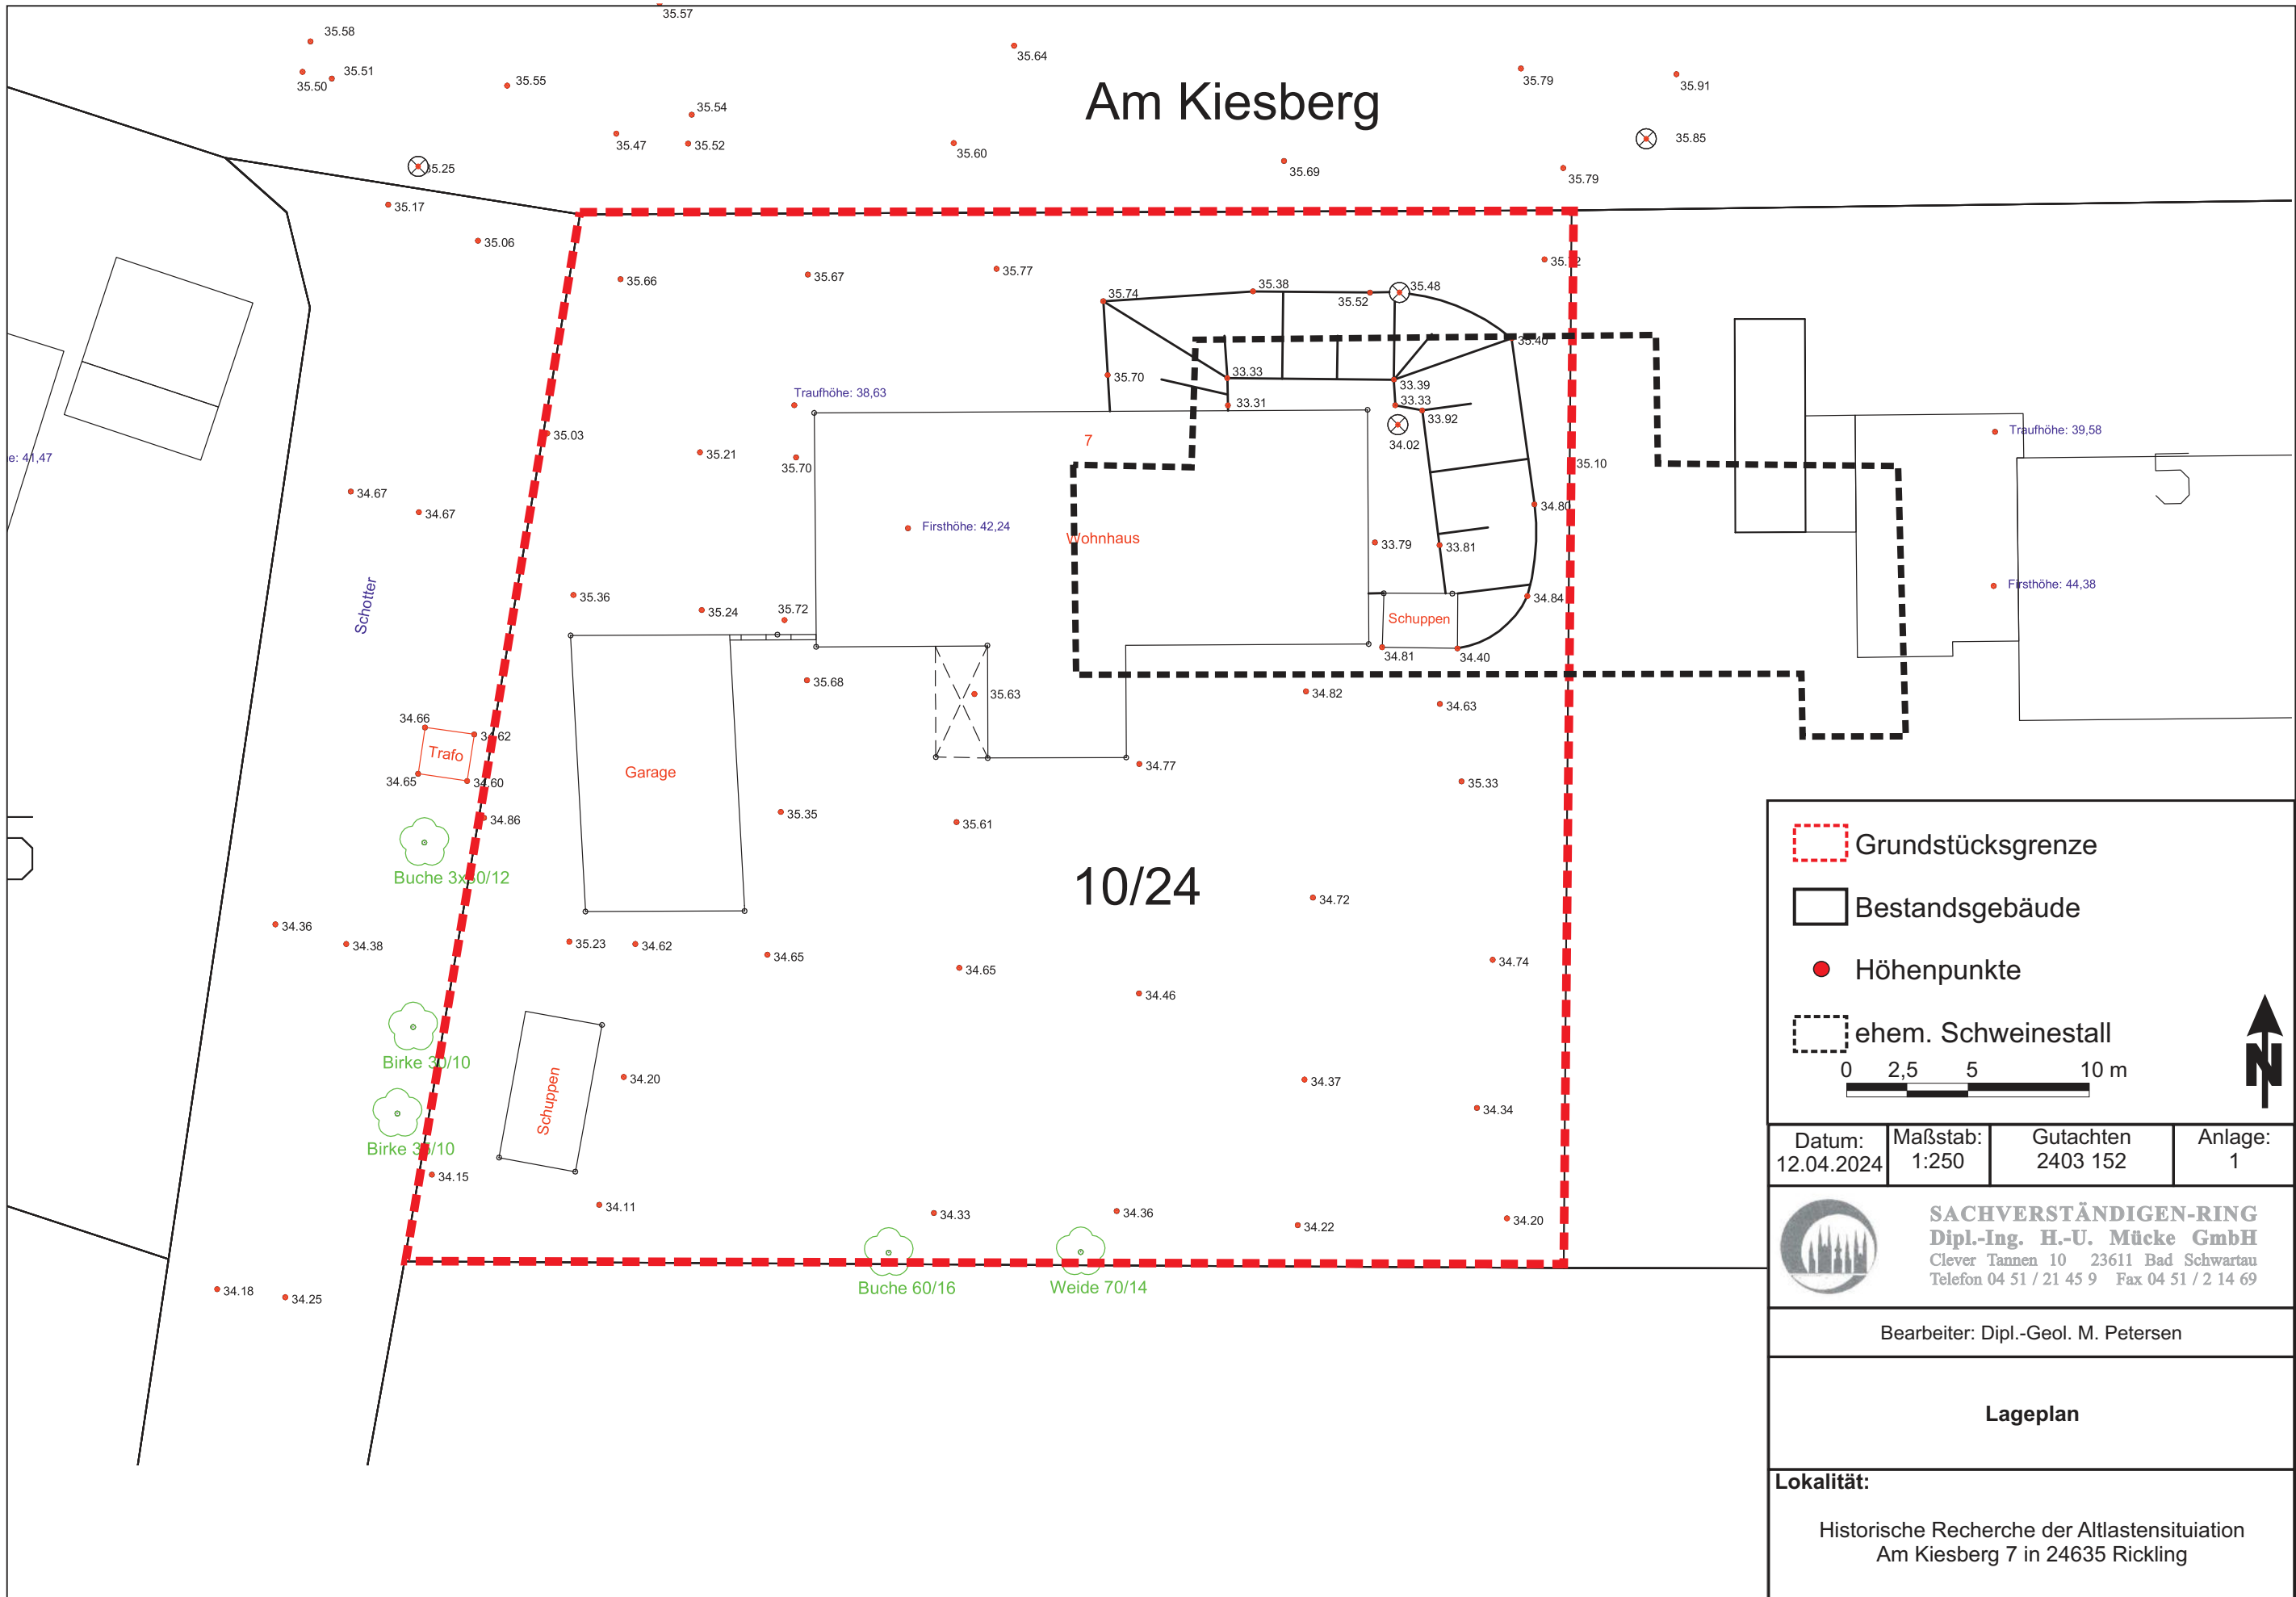 35.57
35.58
35.64
35.50
35.51
35.55
35.79
35.91
Am Kiesberg
35.54
35.47
35.52
35.60
35.85
35.25
35.69
35.79
35.17
35.06
35.66
35.67
35.77
35.74
35.38
35.52
35.48
35.40
35.70
33.33
33.39
Traufhöhe: 38,63
33.31
33.33
33.92
35.03
7
34.02
Traufhöhe: 39,58
e: 41,47
35.21
35.70
35.10
34.67
34.67
Firsthöhe: 42,24
Wohnhaus
34.80
33.79
33.81
Schotter
35.36
35.24
35.72
Schuppen
34.84
Firsthöhe: 44,38
34.81
34.40
35.68
35.63
34.82
34.63
34.66
34.62
Trafo
34.65
34.60
Garage
34.77
35.33
34.86
35.35
35.61
Buche 3x30/12
10/24
34.72
34.36
34.38
35.23
34.62
34.65
34.65
34.74
34.46
Birke 30/10
34.20
Schuppen
34.37
34.34
34.15
34.11
34.33
34.36
34.22
34.20
Buche 60/16
Weide 70/14
34.18
34.25
Grundstücksgrenze
Bestandsgebäude
Höhenpunkte
ehem. Schweinestall
0 2,5 5 10 m
N
Datum:
12.04.2024
Maßstab:
1:250
Gutachten
2403 152
Anlage:
1
SACHVERSTÄNDIGEN-RING
Dipl.-Ing. H.-U. Mücke GmbH
Clever Tannen 10 23611 Bad Schwartau
Telefon 04 51 / 21 45 9 Fax 04 51 / 2 14 69
Bearbeiter: Dipl.-Geol. M. Petersen
Lageplan
Lokalität:
Historische Recherche der Altlastensituiation
Am Kiesberg 7 in 24635 Rickling